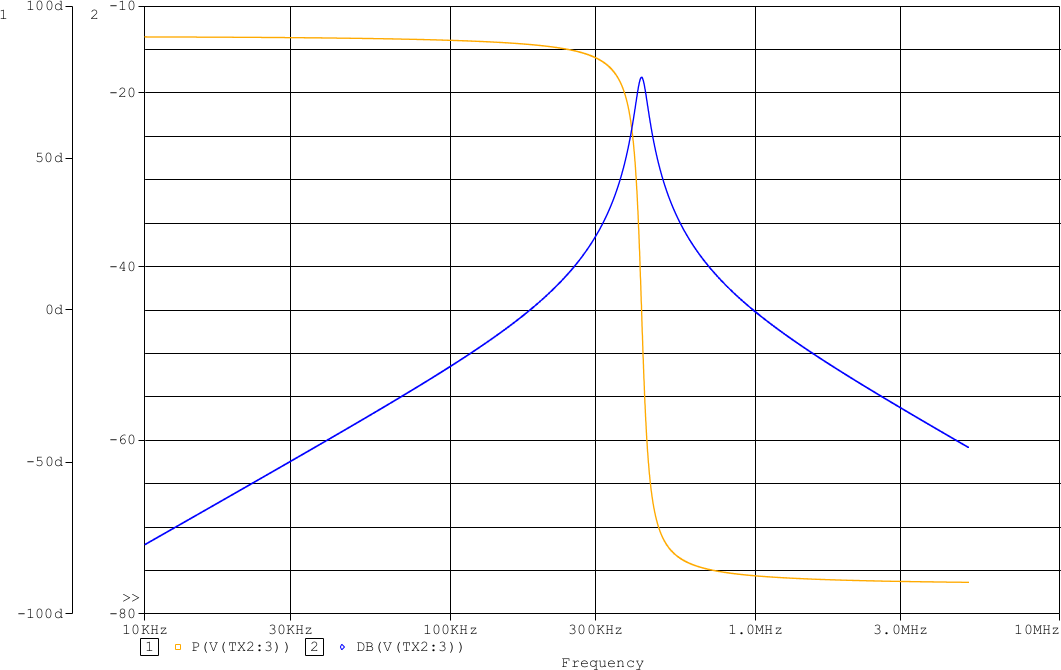 1 100d 2 -10
-20
50d
-40
0d
-60
-50d
>>
-100d -80
10KHz 30KHz 100KHz 300KHz 1.0MHz 3.0MHz 10MHz
1 P(V(TX2:3)) 2 DB(V(TX2:3))
Frequency